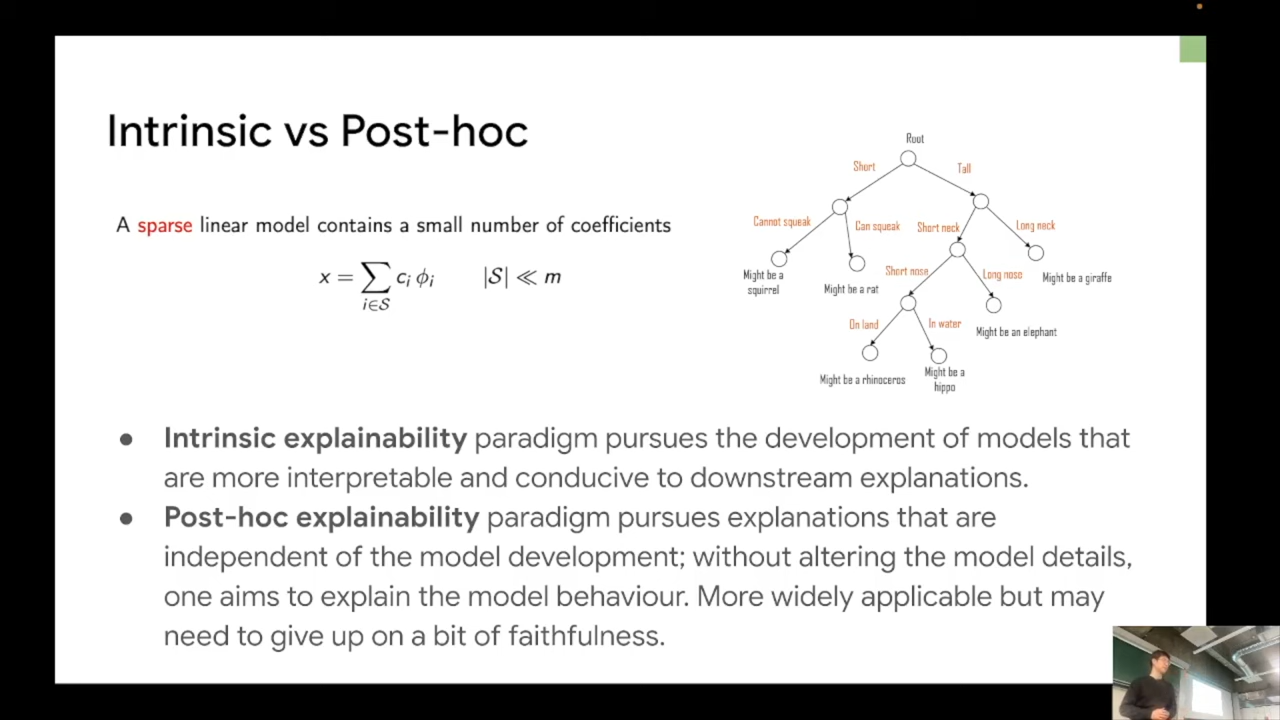 Intrinsic vs Post-hoc
A sparse linear model contains a small number of coefficients
x = ∑ c_i ϕ_i |S| ≪ m
i∈S
Root
Short
Tall
Cannot squeak
Can squeak
Short neck
Long neck
Might be a
squirrel
Might be a rat
Short nose
Long nose
Might be a giraffe
On land
In water
Might be an elephant
Might be a rhinoceros
Might be a
hippo
● Intrinsic explainability paradigm pursues the development of models that
are more interpretable and conducive to downstream explanations.
● Post-hoc explainability paradigm pursues explanations that are
independent of the model development; without altering the model details,
one aims to explain the model behaviour. More widely applicable but may
need to give up on a bit of faithfulness.